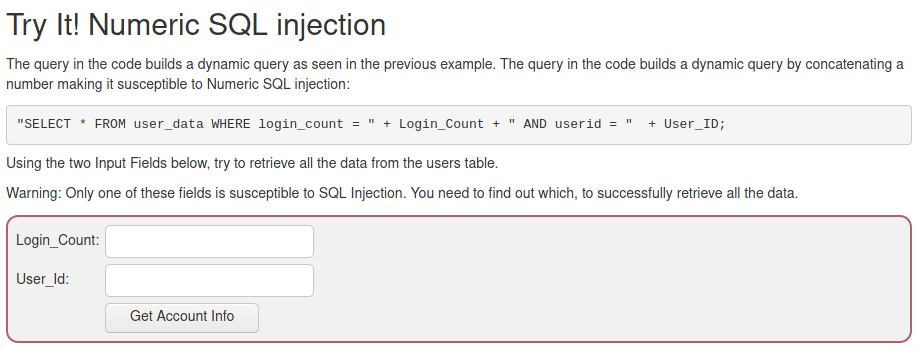 Try It! Numeric SQL injection
The query in the code builds a dynamic query as seen in the previous example. The query in the code builds a dynamic query by concatenating a
number making it susceptible to Numeric SQL injection:
"SELECT * FROM user_data WHERE login_count = " + Login_Count + " AND userid = "  + User_ID;
Using the two Input Fields below, try to retrieve all the data from the users table.
Warning: Only one of these fields is susceptible to SQL Injection. You need to find out which, to successfully retrieve all the data.
Login_Count:
User_Id:
Get Account Info